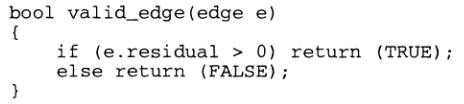 bool valid_edge(edge e)
{
    if (e.residual > 0) return (TRUE);
    else return (FALSE);
}